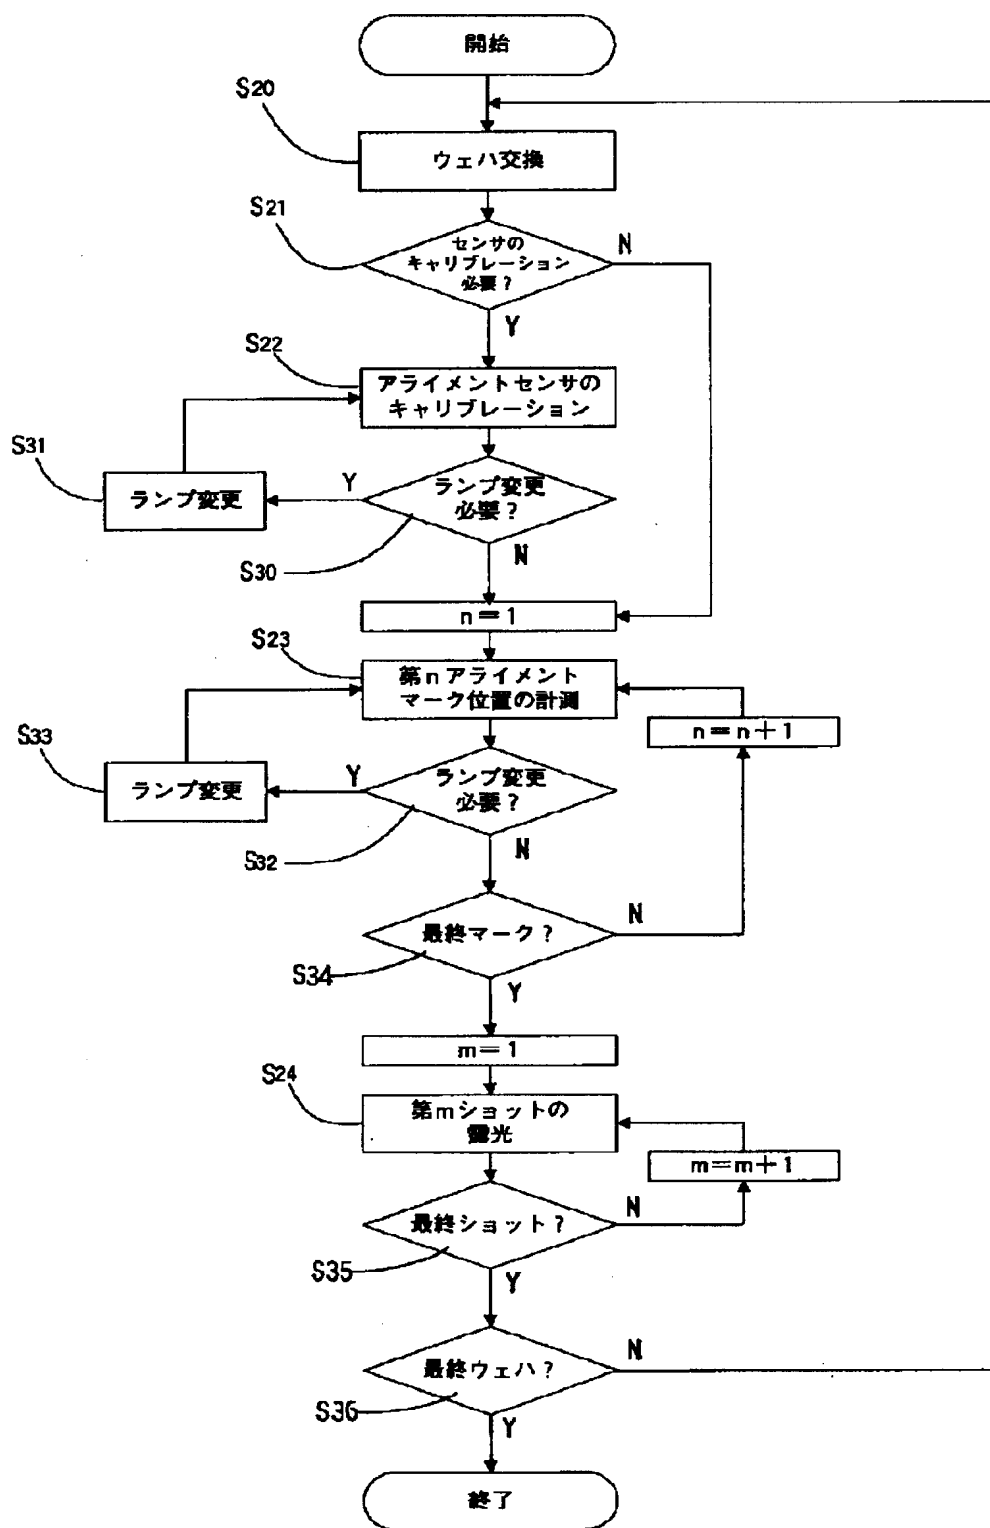 開始
S20
ウェハ交換
S21
センサの
キャリブレーション
必要？
N
Y
S22
アライメントセンサの
キャリブレーション
S31
ランプ変更
Y
ランプ変更
必要？
S30
N
n＝1
S23
第nアライメント
マーク位置の計測
n＝n＋1
S33
ランプ変更
Y
ランプ変更
必要？
S32
N
最終マーク？
N
S34
Y
m＝1
S24
第mショットの
露光
m＝m＋1
最終ショット？
N
S35
Y
最終ウェハ？
N
S36
Y
終了